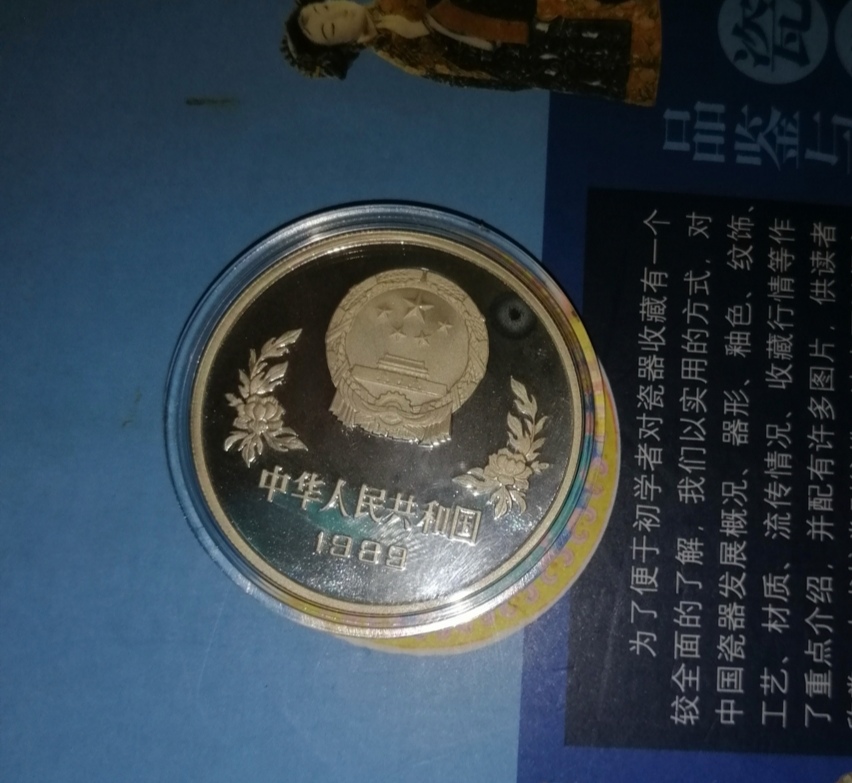 中华人民共和国
1989
瓷
品鉴与
为了便于初学者对瓷器收藏有一个
较全面的了解，我们以实用的方式，对
中国瓷器发展概况、器形、釉色、纹饰、
工艺、材质、流传情况、收藏行情等作
了重点介绍，并配有许多图片，供读者